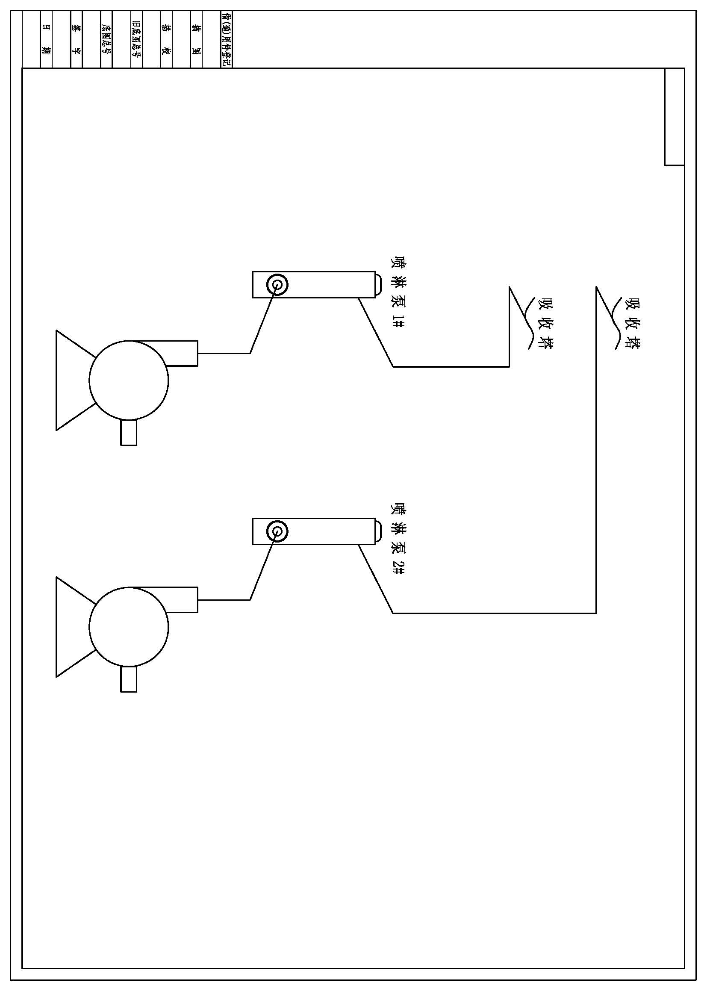 借(通)用件登记
描 图
描 校
旧底图总号
底图总号
签 字
日 期
吸收塔
吸收塔
喷淋泵1#
喷淋泵2#